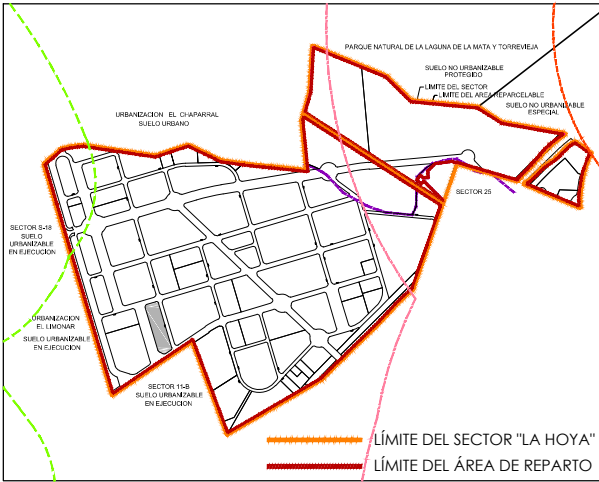 PARQUE NATURAL DE LA LAGUNA DE LA MATA Y TORREVIEJA
SUELO NO URBANIZABLE
PROTEGIDO
LÍMITE DEL SECTOR
LÍMITE DEL AREA REPARCELABLE
SUELO NO URBANIZABLE
ESPECIAL
URBANIZACION EL CHAPARRAL
SUELO URBANO
SECTOR 25
SECTOR S-18
SUELO
URBANIZABLE
EN EJECUCION
URBANIZACION
EL LIMONAR
SUELO URBANIZABLE
EN EJECUCION
SECTOR 11-B
SUELO URBANIZABLE
EN EJECUCION
LÍMITE DEL SECTOR "LA HOYA"
LÍMITE DEL ÁREA DE REPARTO